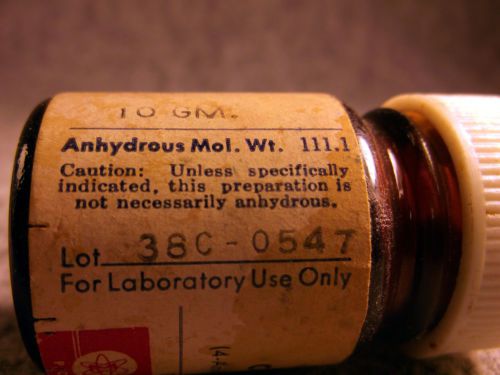 10 GM.
Anhydrous Mol. Wt. 111.1
Caution: Unless specifically
indicated, this preparation is
not necessarily anhydrous.
Lot 38C-0547
For Laboratory Use Only